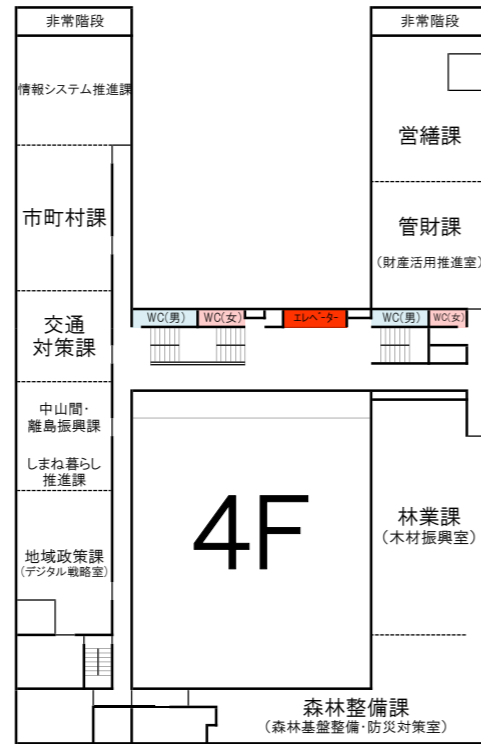 非常階段
非常階段
情報システム推進課
営繕課
市町村課
管財課
(財産活用推進室)
WC(男)
WC(女)
エレベーター
WC(男)
WC(女)
交通
対策課
中山間・
離島振興課
しまね暮らし
推進課
4F
林業課
(木材振興室)
地域政策課
(デジタル戦略室)
森林整備課
(森林基盤整備・防災対策室)